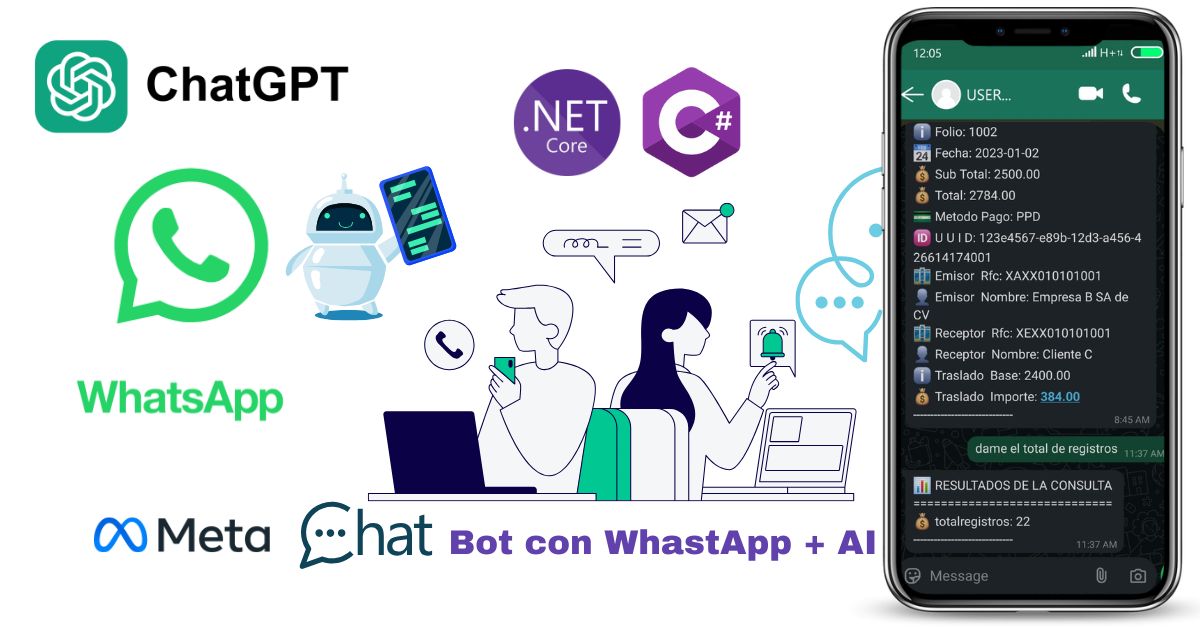 ChatGPT
.NET
Core
C#
WhatsApp
Meta
Chat
Bot con WhastApp + AI
12:05
H+
USER...
Folio: 1002
24
Fecha: 2023-01-02
Sub Total: 2500.00
Total: 2784.00
Metodo Pago: PPD
ID
U U I D: 123e4567-e89b-12d3-a456-4
26614174001
Emisor Rfc: XAXX010101001
Emisor Nombre: Empresa B SA de
CV
Receptor Rfc: XEXX010101001
Receptor Nombre: Cliente C
Traslado Base: 2400.00
Traslado Importe: 384.00
-----------------------------
8:45 AM
dame el total de registros
11:37 AM
RESULTADOS DE LA CONSULTA
=============================
totalregistros: 22
-----------------------------
11:37 AM
Message